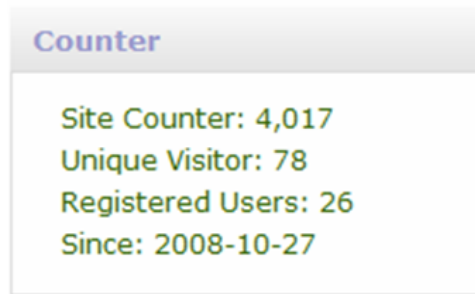 Counter
Site Counter: 4,017
Unique Visitor: 78
Registered Users: 26
Since: 2008-10-27